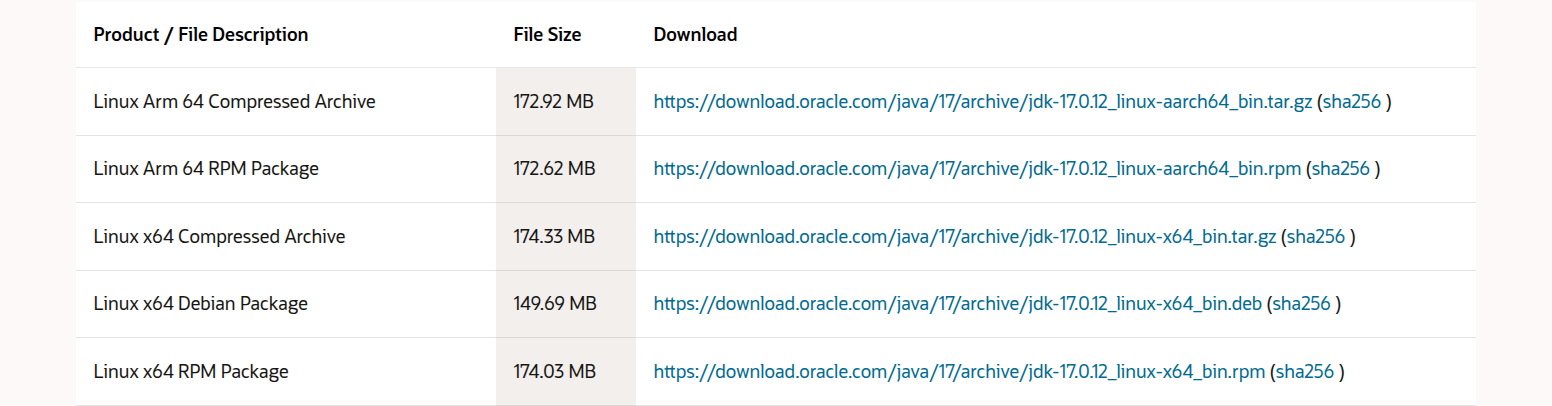 Product / File Description File Size Download
Linux Arm 64 Compressed Archive 172.92 MB https://download.oracle.com/java/17/archive/jdk-17.0.12_linux-aarch64_bin.tar.gz (sha256 )
Linux Arm 64 RPM Package 172.62 MB https://download.oracle.com/java/17/archive/jdk-17.0.12_linux-aarch64_bin.rpm (sha256 )
Linux x64 Compressed Archive 174.33 MB https://download.oracle.com/java/17/archive/jdk-17.0.12_linux-x64_bin.tar.gz (sha256 )
Linux x64 Debian Package 149.69 MB https://download.oracle.com/java/17/archive/jdk-17.0.12_linux-x64_bin.deb (sha256 )
Linux x64 RPM Package 174.03 MB https://download.oracle.com/java/17/archive/jdk-17.0.12_linux-x64_bin.rpm (sha256 )